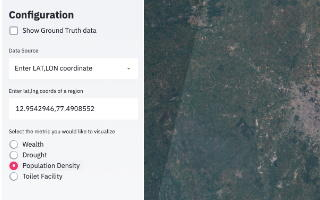 Configuration
Show Ground Truth data
Data Source
Enter LAT,LON coordinate
Enter lat,lng coords of a region
12.9542946,77.4908552
Select the metric you would like to visualize
Wealth
Drought
Population Density
Toilet Facility